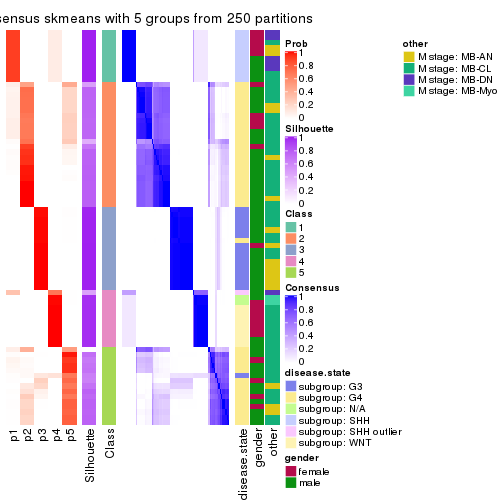 sensus skmeans with 5 groups from 250 partitions
Prob
1
0.8
0.6
0.4
0.2
0
Silhouette
1
0.8
0.6
0.4
0.2
0
Class
1
2
3
4
5
Consensus
1
0.8
0.6
0.4
0.2
0
disease.state
subgroup: G3
subgroup: G4
subgroup: N/A
subgroup: SHH
subgroup: SHH outlier
subgroup: WNT
gender
female
male
other
M stage: MB-AN
M stage: MB-CL
M stage: MB-DN
M stage: MB-Myo
p1
p2
p3
p4
p5
Silhouette
Class
disease.state
gender
other